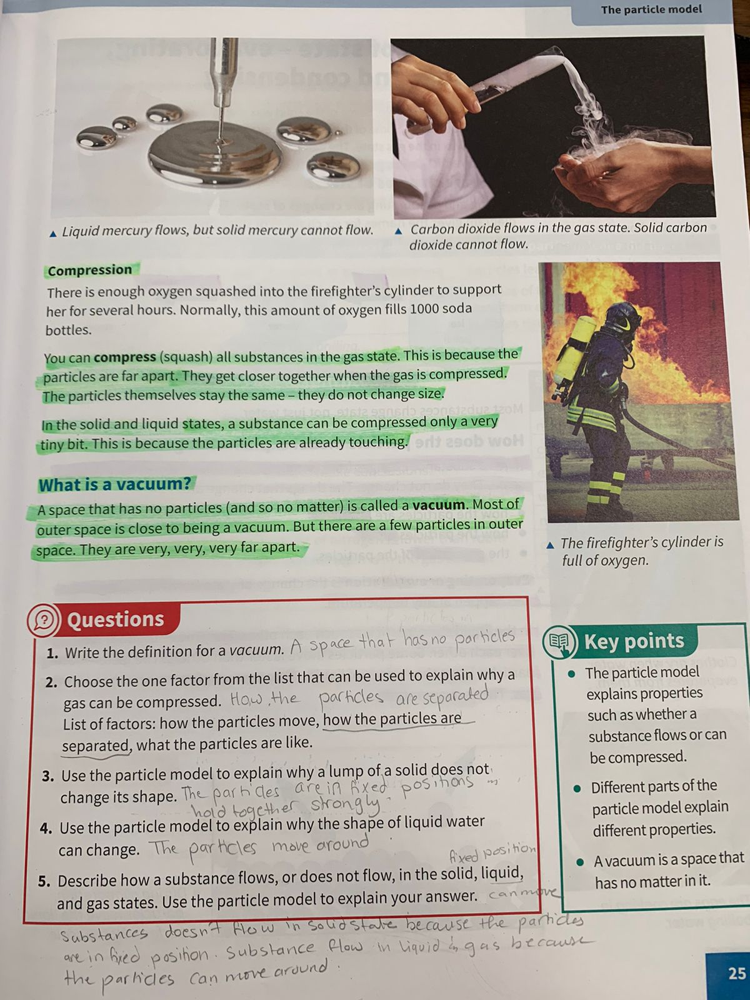 The particle model
▲ Liquid mercury flows, but solid mercury cannot flow.
▲ Carbon dioxide flows in the gas state. Solid carbon
dioxide cannot flow.
Compression
There is enough oxygen squashed into the firefighter's cylinder to support
her for several hours. Normally, this amount of oxygen fills 1000 soda
bottles.
You can compress (squash) all substances in the gas state. This is because the
particles are far apart. They get closer together when the gas is compressed.
The particles themselves stay the same – they do not change size.
In the solid and liquid states, a substance can be compressed only a very
tiny bit. This is because the particles are already touching.
What is a vacuum?
A space that has no particles (and so no matter) is called a vacuum. Most of
outer space is close to being a vacuum. But there are a few particles in outer
space. They are very, very, very far apart.
▲ The firefighter's cylinder is
full of oxygen.
Questions
1. Write the definition for a vacuum. A space that has no particles
2. Choose the one factor from the list that can be used to explain why a
gas can be compressed. How the particles are separated.
List of factors: how the particles move, how the particles are
separated, what the particles are like.
3. Use the particle model to explain why a lump of a solid does not
change its shape. The particles are in fixed positions
hold together strongly.
4. Use the particle model to explain why the shape of liquid water
can change. The particles move around
fixed position
5. Describe how a substance flows, or does not flow, in the solid, liquid,
and gas states. Use the particle model to explain your answer. can move
Substances doesn't flow in solid state because the particles
are in fixed position. Substance flow in liquid & gas because
the particles can move around.
Key points
• The particle model
explains properties
such as whether a
substance flows or can
be compressed.
• Different parts of the
particle model explain
different properties.
• A vacuum is a space that
has no matter in it.
25